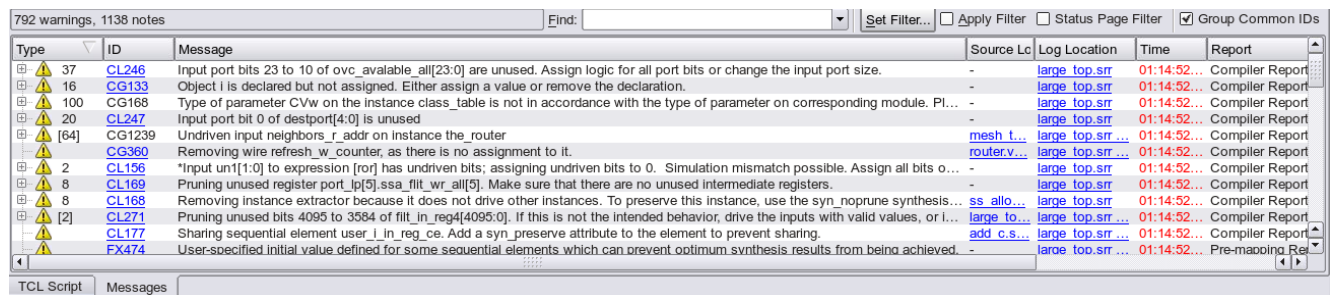 792 warnings, 1138 notes Find: Set Filter... Apply Filter Status Page Filter Group Common IDs
Type ID Message Source Lc Log Location Time Report
37 CL246 Input port bits 23 to 10 of ovc_avalable_all[23:0] are unused. Assign logic for all port bits or change the input port size. - large_top.srr 01:14:52... Compiler Report
16 CG133 Object i is declared but not assigned. Either assign a value or remove the declaration. - large_top.srr 01:14:52... Compiler Report
100 CG168 Type of parameter CVw on the instance class_table is not in accordance with the type of parameter on corresponding module. Pl... - large_top.srr 01:14:52... Compiler Report
20 CL247 Input port bit 0 of destport[4:0] is unused - large_top.srr 01:14:52... Compiler Report
[64] CG1239 Undriven input neighbors_r_addr on instance the_router mesh_t... large_top.srr ... 01:14:52... Compiler Report
CG360 Removing wire refresh_w_counter, as there is no assignment to it. router.v... large_top.srr ... 01:14:52... Compiler Report
2 CL156 *Input un1[1:0] to expression [ror] has undriven bits; assigning undriven bits to 0. Simulation mismatch possible. Assign all bits o... - large_top.srr ... 01:14:52... Compiler Report
8 CL169 Pruning unused register port_lp[5].ssa_flit_wr_all[5]. Make sure that there are no unused intermediate registers. - large_top.srr ... 01:14:52... Compiler Report
8 CL168 Removing instance extractor because it does not drive other instances. To preserve this instance, use the syn_noprune synthesis... ss_allo... large_top.srr ... 01:14:52... Compiler Report
[2] CL271 Pruning unused bits 4095 to 3584 of filt_in_reg4[4095:0]. If this is not the intended behavior, drive the inputs with valid values, or i... large_to... large_top.srr ... 01:14:52... Compiler Report
CL177 Sharing sequential element user_i_in_reg_ce. Add a syn_preserve attribute to the element to prevent sharing. add_c.s... large_top.srr ... 01:14:52... Compiler Report
FX474 User-specified initial value defined for some sequential elements which can prevent optimum synthesis results from being achieved. - large_top.srr ... 01:14:52... Pre-mapping Rep
TCL Script Messages